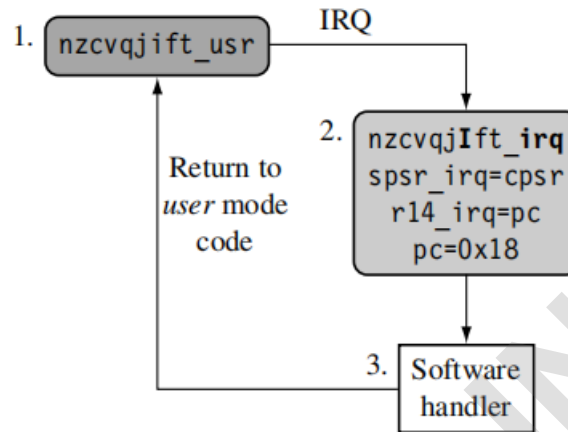 1.
nzcvqjift_usr
IRQ
2.
nzcvqjIft_irq
spsr_irq=cpsr
r14_irq=pc
pc=0x18
Return to
user mode
code
3.
Software
handler